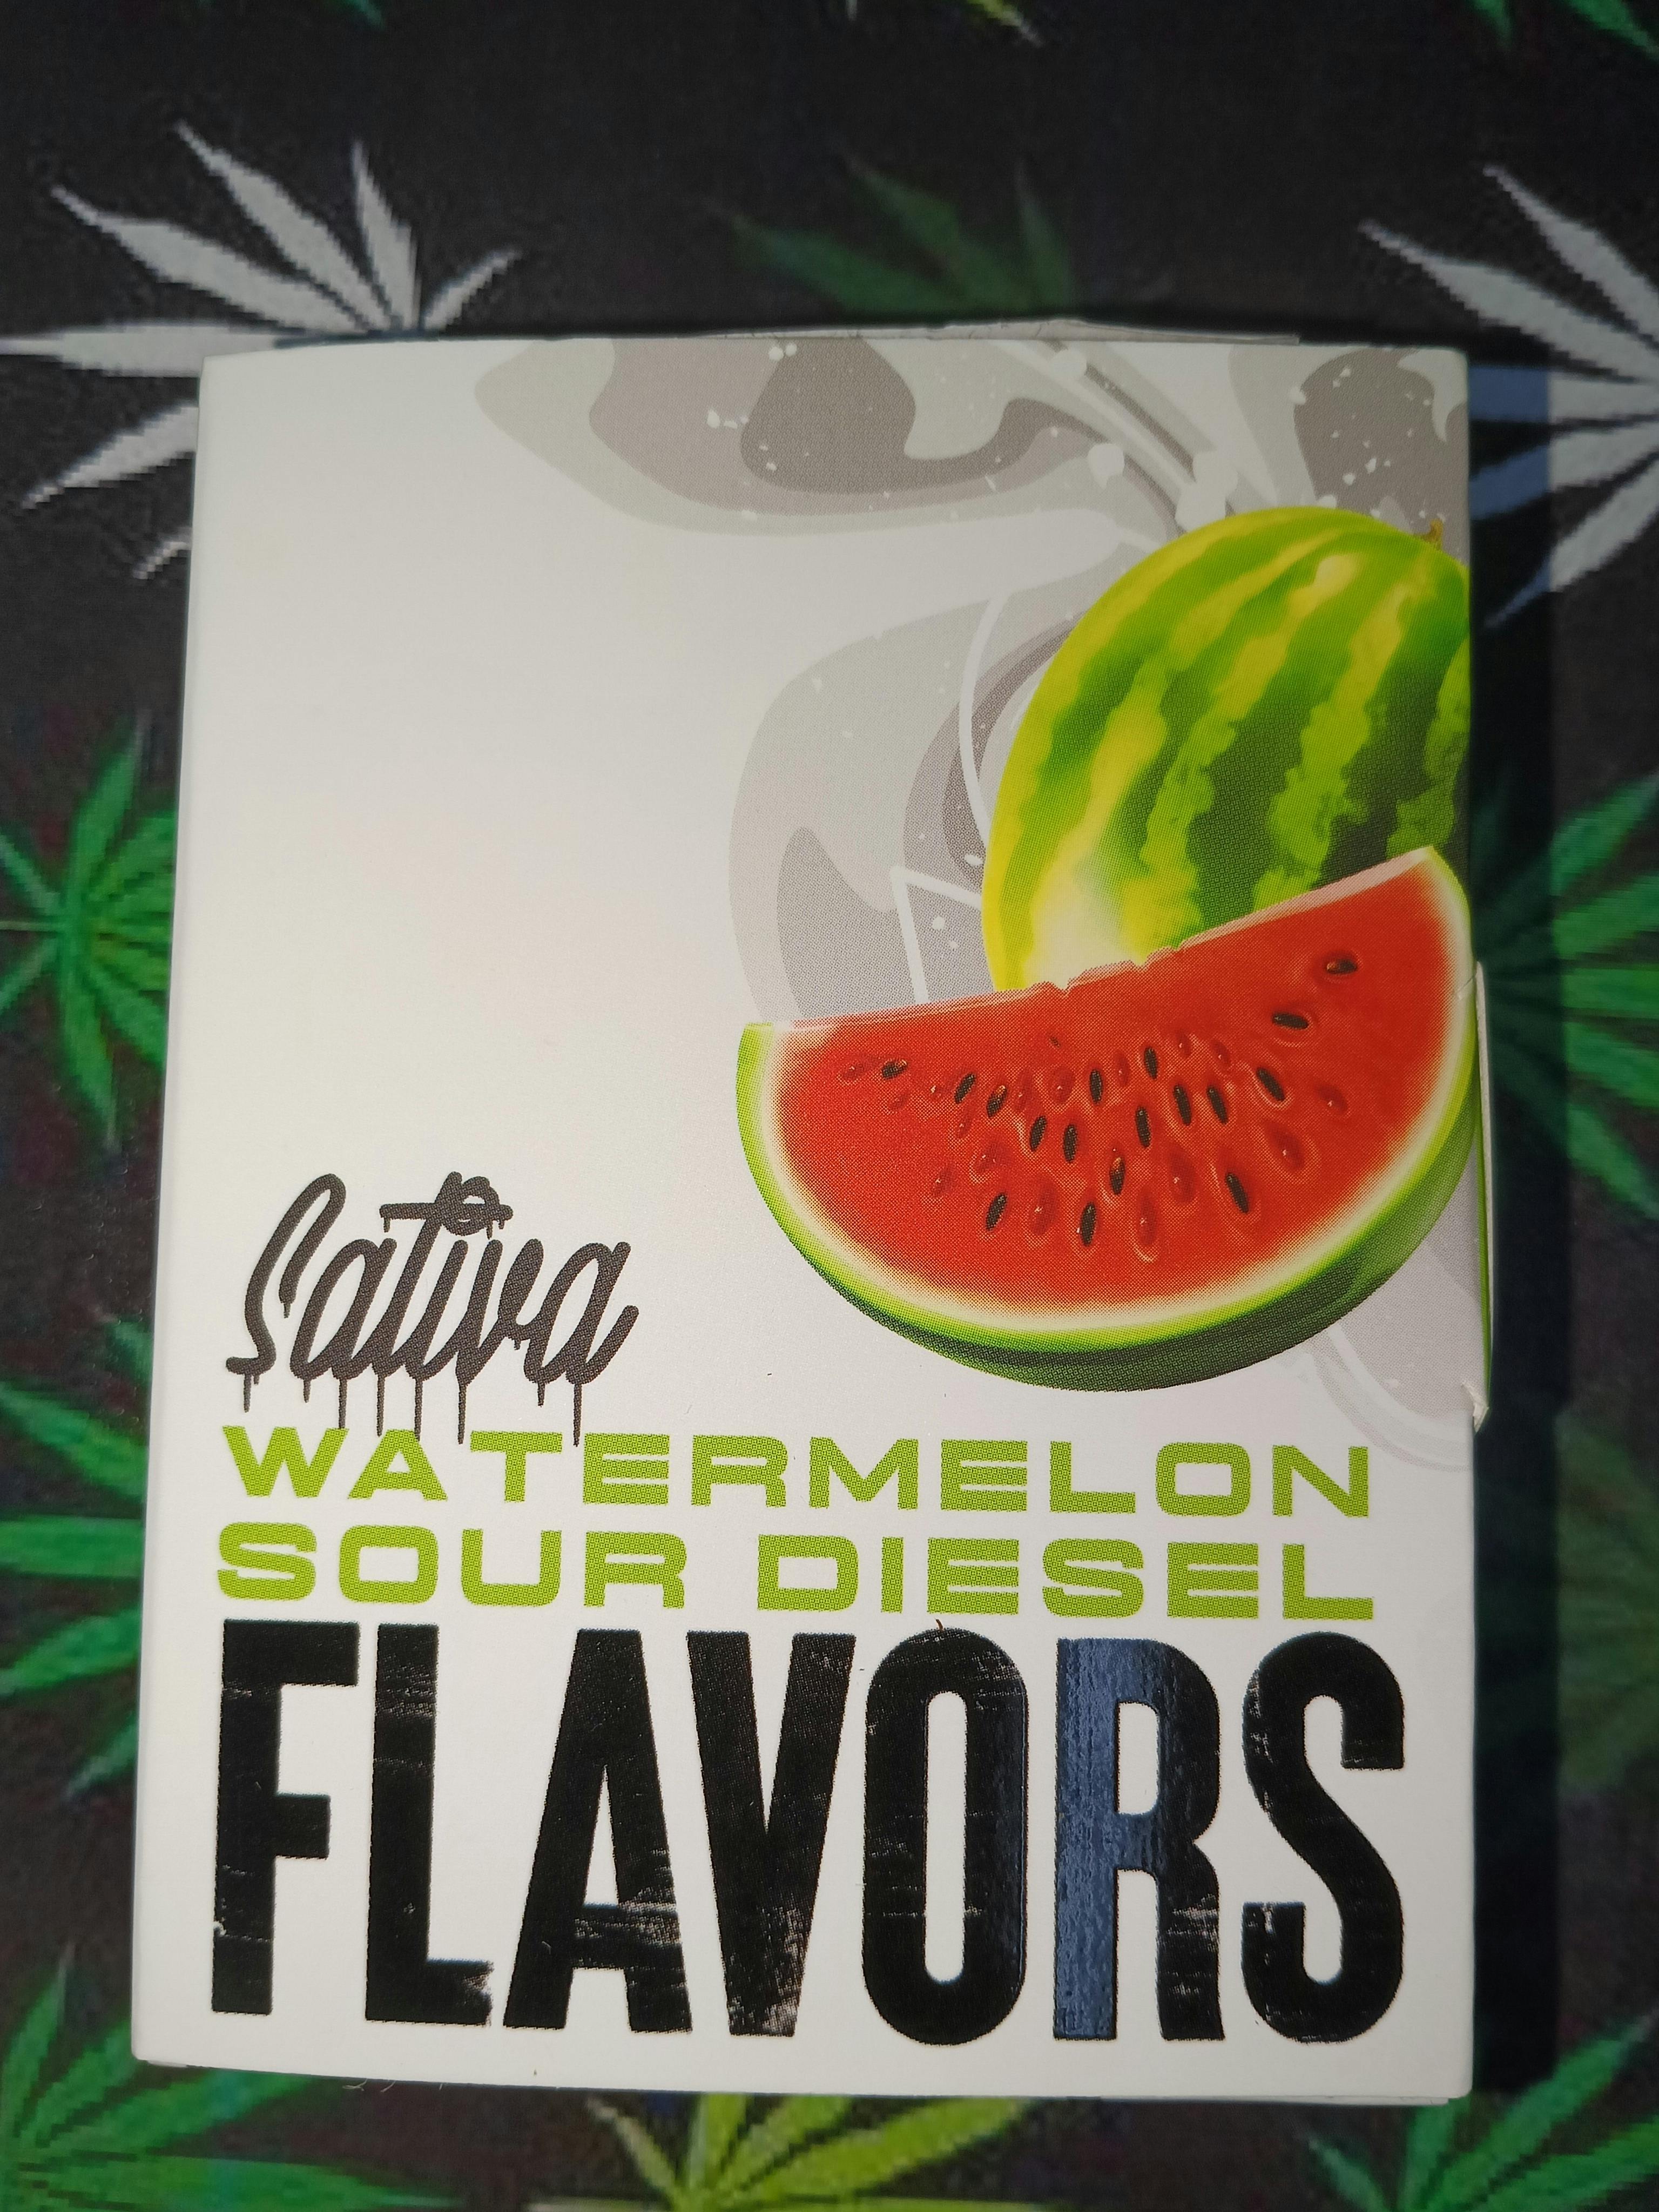 Sativa
WATERMELON
SOUR DIESEL
FLAVORS